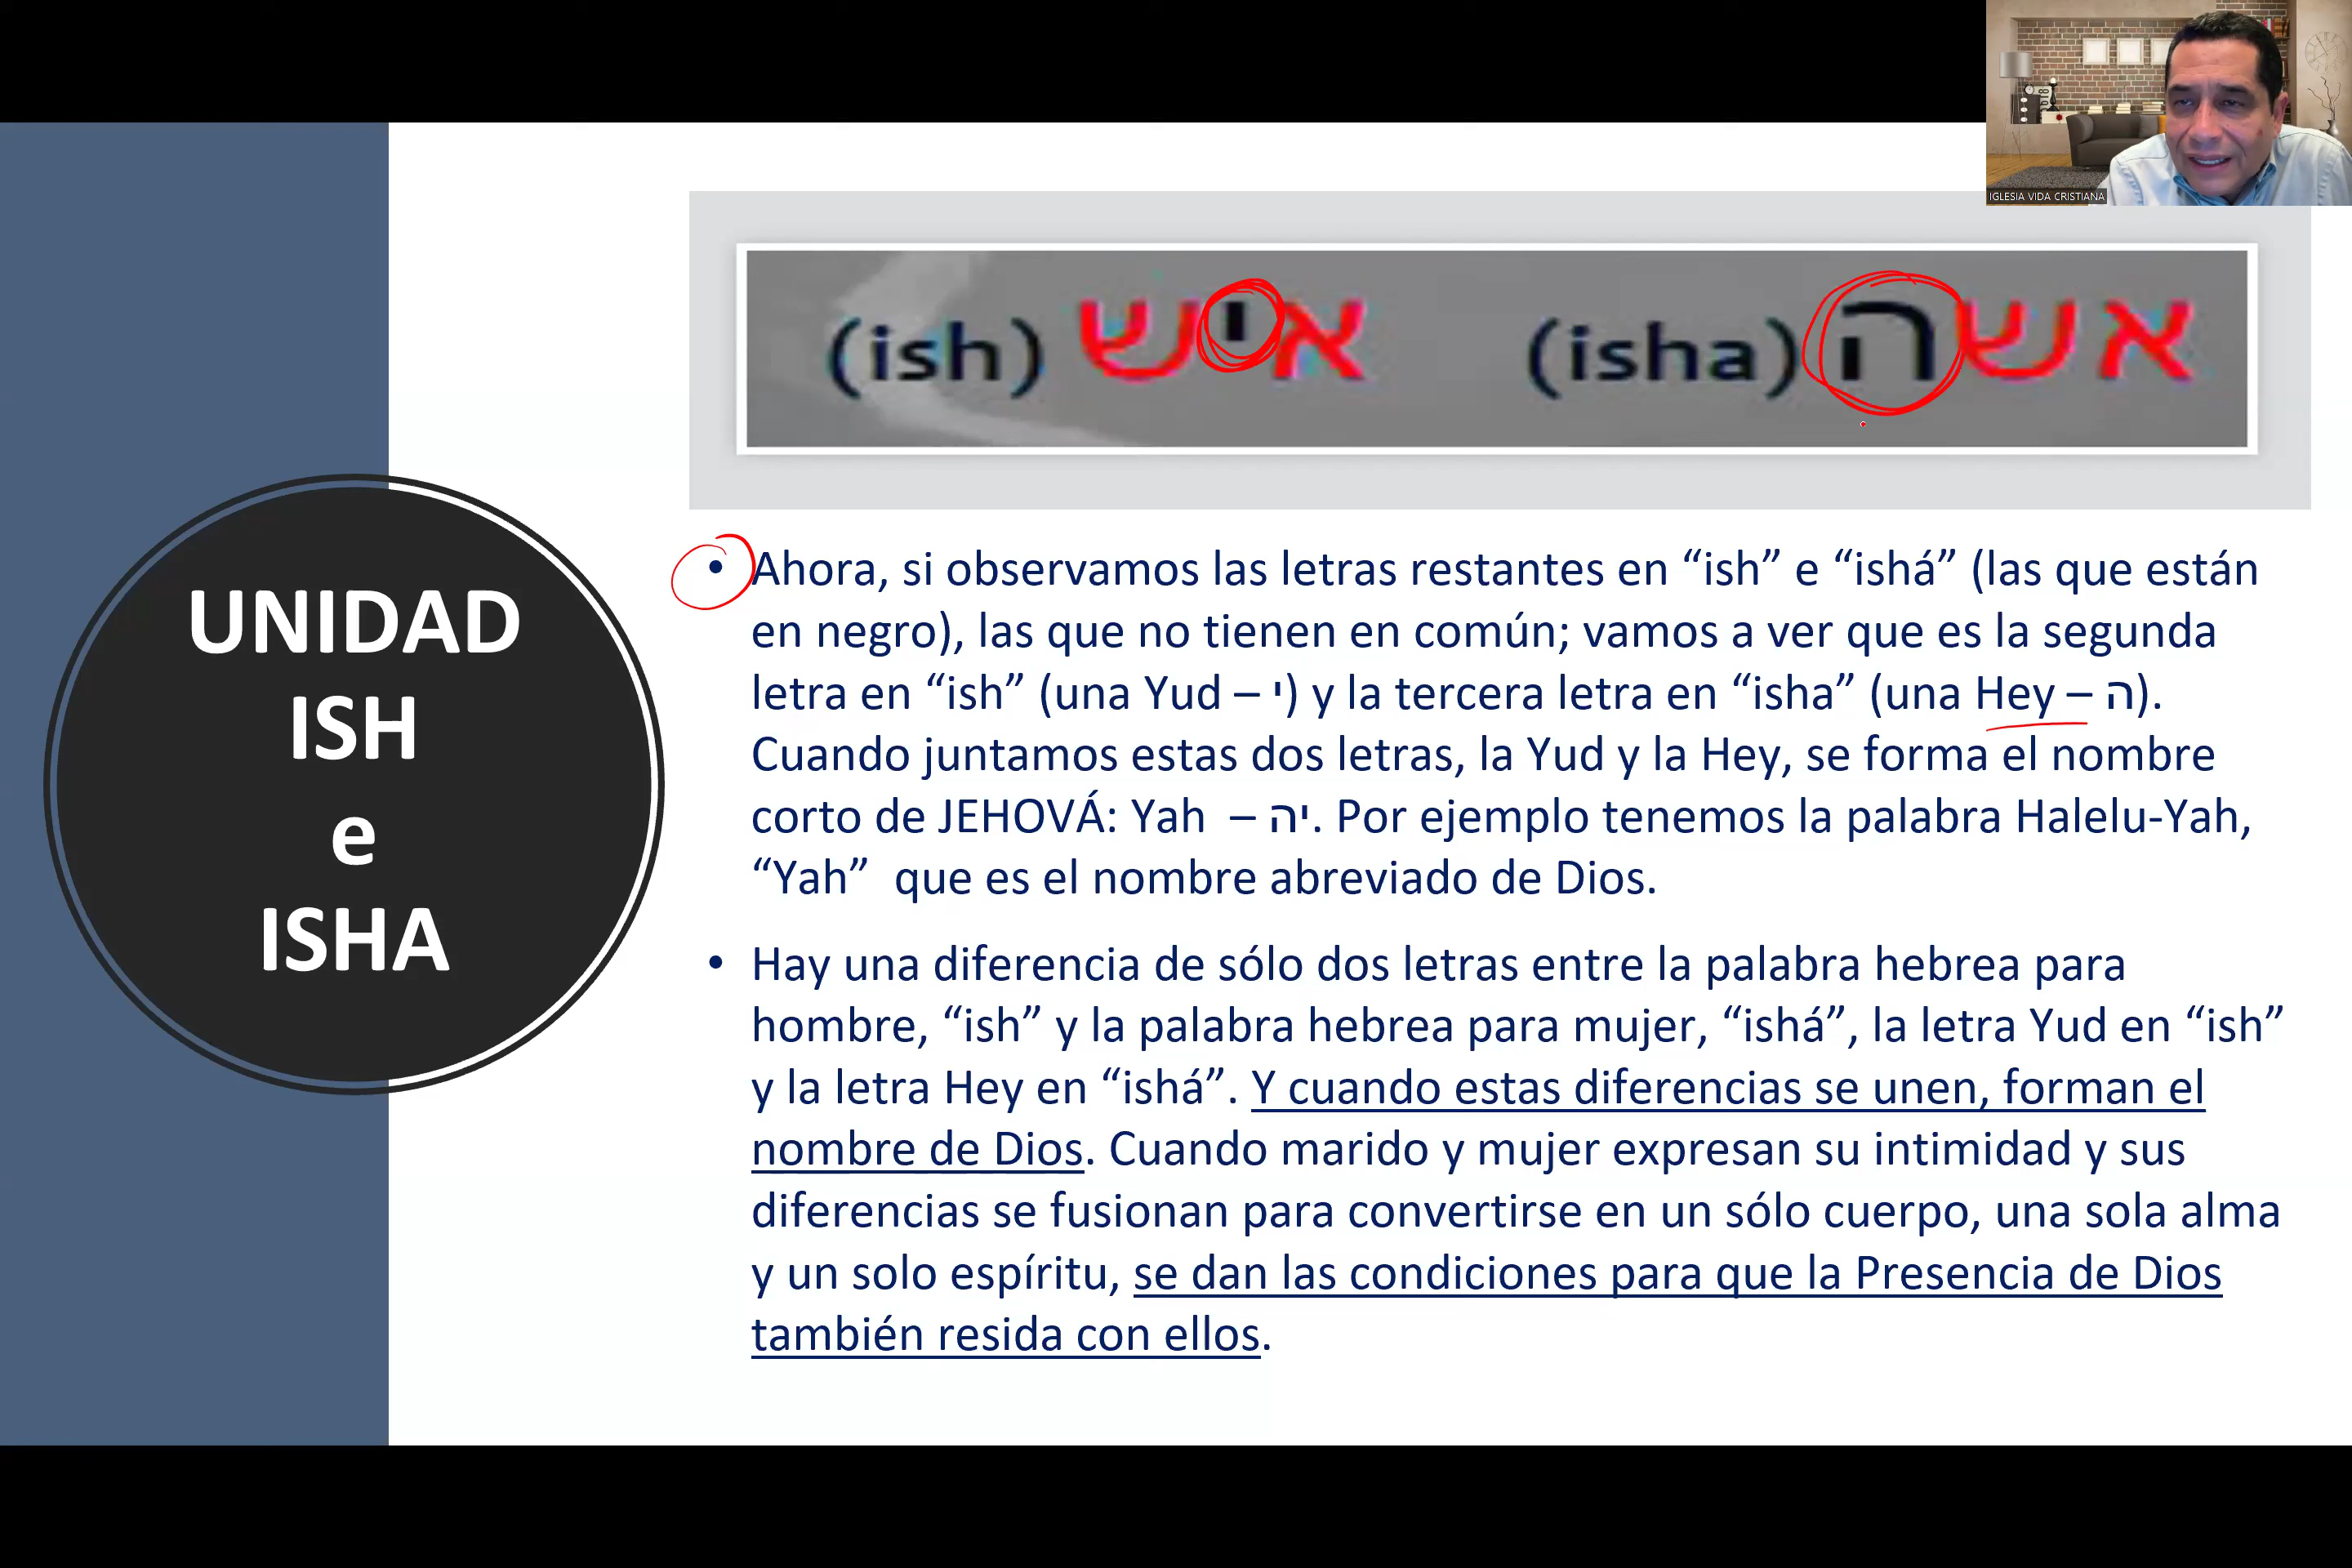 IGLESIA VIDA CRISTIANA
(ish) איש (isha) אשה
UNIDAD
ISH
e
ISHA
• Ahora, si observamos las letras restantes en “ish” e “ishá” (las que están
en negro), las que no tienen en común; vamos a ver que es la segunda
letra en “ish” (una Yud – י) y la tercera letra en “isha” (una Hey – ה).
Cuando juntamos estas dos letras, la Yud y la Hey, se forma el nombre
corto de JEHOVÁ: Yah – יה. Por ejemplo tenemos la palabra Halelu-Yah,
“Yah” que es el nombre abreviado de Dios.
• Hay una diferencia de sólo dos letras entre la palabra hebrea para
hombre, “ish” y la palabra hebrea para mujer, “ishá”, la letra Yud en “ish”
y la letra Hey en “ishá”. Y cuando estas diferencias se unen, forman el
nombre de Dios. Cuando marido y mujer expresan su intimidad y sus
diferencias se fusionan para convertirse en un sólo cuerpo, una sola alma
y un solo espíritu, se dan las condiciones para que la Presencia de Dios
también resida con ellos.